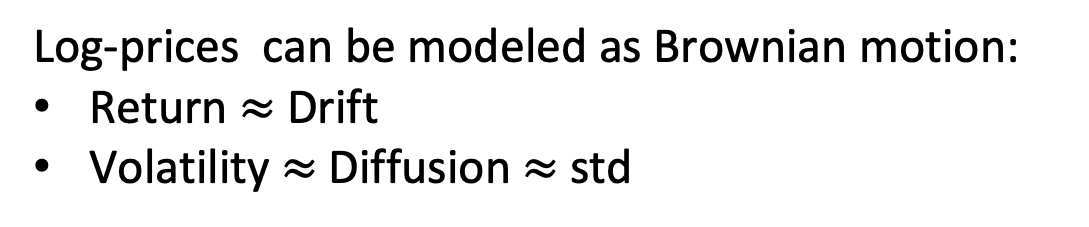 Log-prices can be modeled as Brownian motion:
• Return ≈ Drift
• Volatility ≈ Diffusion ≈ std